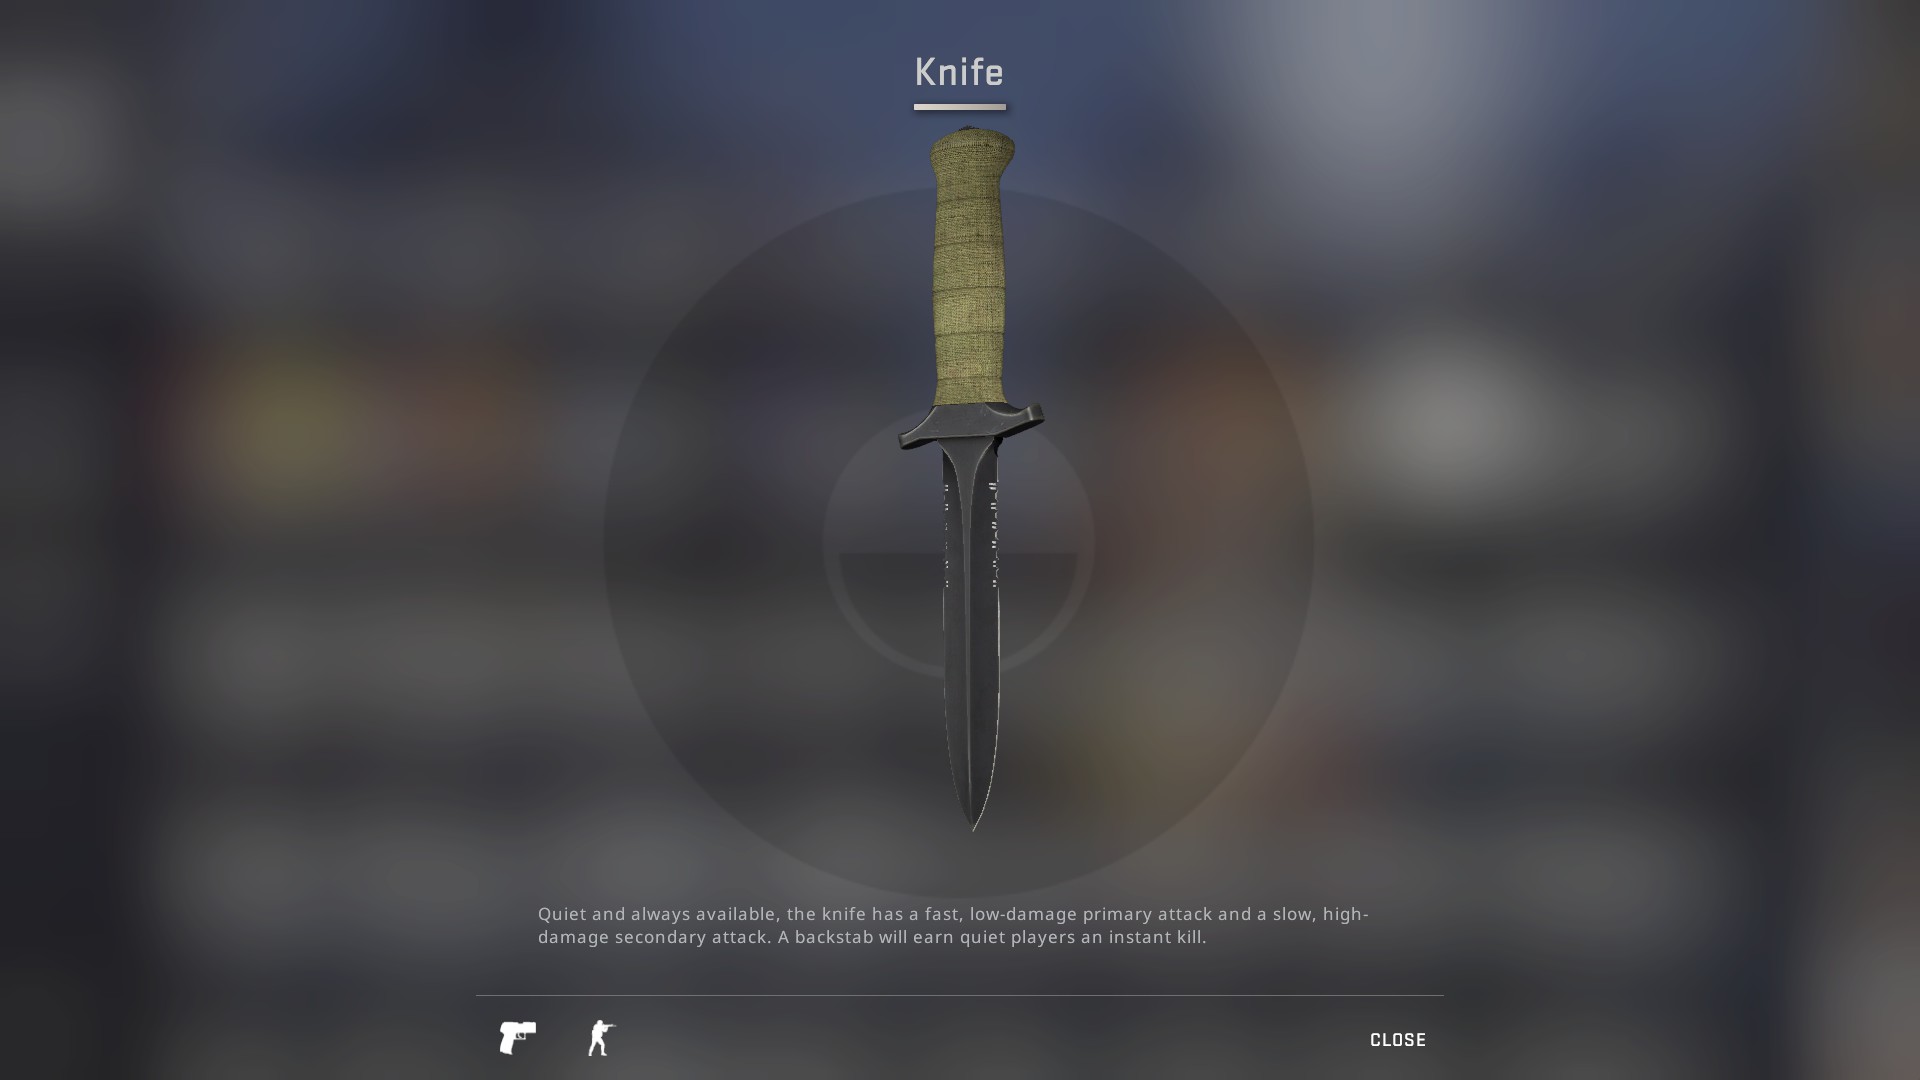 Knife
Quiet and always available, the knife has a fast, low-damage primary attack and a slow, high-
damage secondary attack. A backstab will earn quiet players an instant kill.
CLOSE